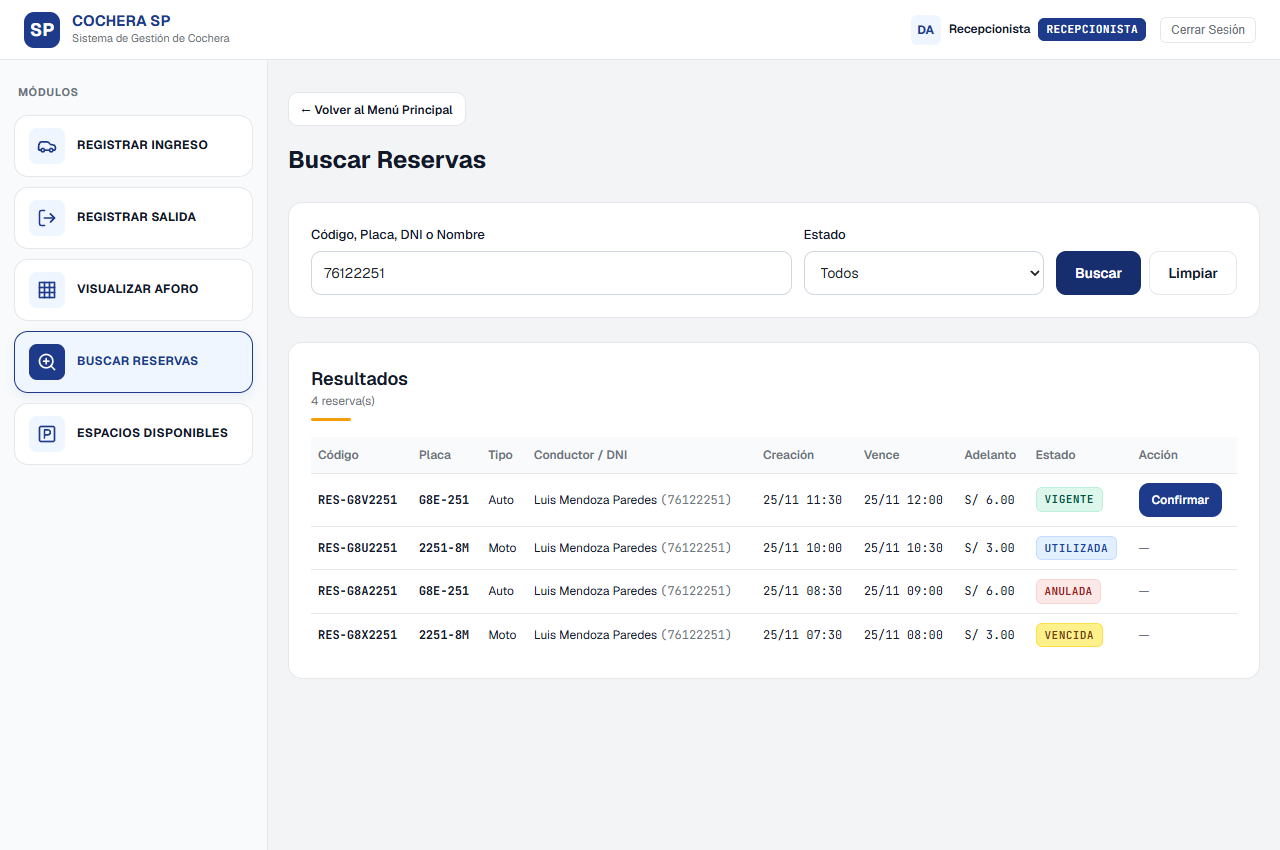 SP
COCHERA SP
Sistema de Gestión de Cochera
DA
Recepcionista
RECEPCIONISTA
Cerrar Sesión
MÓDULOS
REGISTRAR INGRESO
REGISTRAR SALIDA
VISUALIZAR AFORO
BUSCAR RESERVAS
P
ESPACIOS DISPONIBLES
← Volver al Menú Principal
Buscar Reservas
Código, Placa, DNI o Nombre
Estado
76122251
Todos
Buscar
Limpiar
Resultados
4 reserva(s)
Código Placa Tipo Conductor / DNI Creación Vence Adelanto Estado Acción
RES-G8V2251 G8E-251 Auto Luis Mendoza Paredes (76122251) 25/11 11:30 25/11 12:00 S/ 6.00 VIGENTE Confirmar
RES-G8U2251 2251-8M Moto Luis Mendoza Paredes (76122251) 25/11 10:00 25/11 10:30 S/ 3.00 UTILIZADA —
RES-G8A2251 G8E-251 Auto Luis Mendoza Paredes (76122251) 25/11 08:30 25/11 09:00 S/ 6.00 ANULADA —
RES-G8X2251 2251-8M Moto Luis Mendoza Paredes (76122251) 25/11 07:30 25/11 08:00 S/ 3.00 VENCIDA —